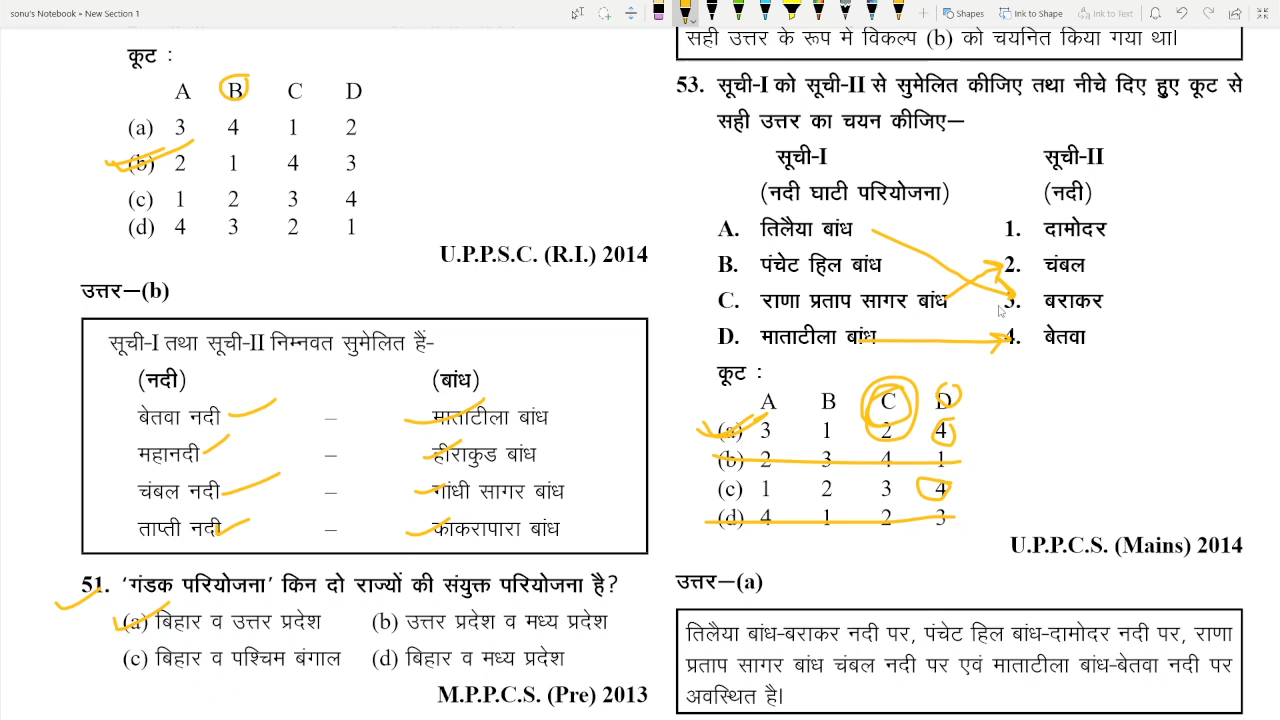 sonu's Notebook » New Section 1
Shapes
Ink to Shape
Ink to Text
कूट :
A B C D
(a) 3 4 1 2
(b) 2 1 4 3
(c) 1 2 3 4
(d) 4 3 2 1
U.P.P.S.C. (R.I.) 2014
उत्तर–(b)
सूची-I तथा सूची-II निम्नवत सुमेलित हैं-
(नदी) (बांध)
बेतवा नदी – माताटीला बांध
महानदी – हीराकुड बांध
चंबल नदी – गांधी सागर बांध
ताप्ती नदी – काकरापारा बांध
51. 'गंडक परियोजना' किन दो राज्यों की संयुक्त परियोजना है?
(a) बिहार व उत्तर प्रदेश (b) उत्तर प्रदेश व मध्य प्रदेश
(c) बिहार व पश्चिम बंगाल (d) बिहार व मध्य प्रदेश
M.P.P.C.S. (Pre) 2013
सही उत्तर के रूप में विकल्प (b) को चयनित किया गया था।
53. सूची-I को सूची-II से सुमेलित कीजिए तथा नीचे दिए हुए कूट से
सही उत्तर का चयन कीजिए–
सूची-I सूची-II
(नदी घाटी परियोजना) (नदी)
A. तिलैया बांध 1. दामोदर
B. पंचेट हिल बांध 2. चंबल
C. राणा प्रताप सागर बांध 3. बराकर
D. माताटीला बांध 4. बेतवा
कूट :
A B C D
(a) 3 1 2 4
(b) 2 3 4 1
(c) 1 2 3 4
(d) 4 1 2 3
U.P.P.C.S. (Mains) 2014
उत्तर–(a)
तिलैया बांध-बराकर नदी पर, पंचेट हिल बांध-दामोदर नदी पर, राणा
प्रताप सागर बांध चंबल नदी पर एवं माताटीला बांध-बेतवा नदी पर
अवस्थित है।